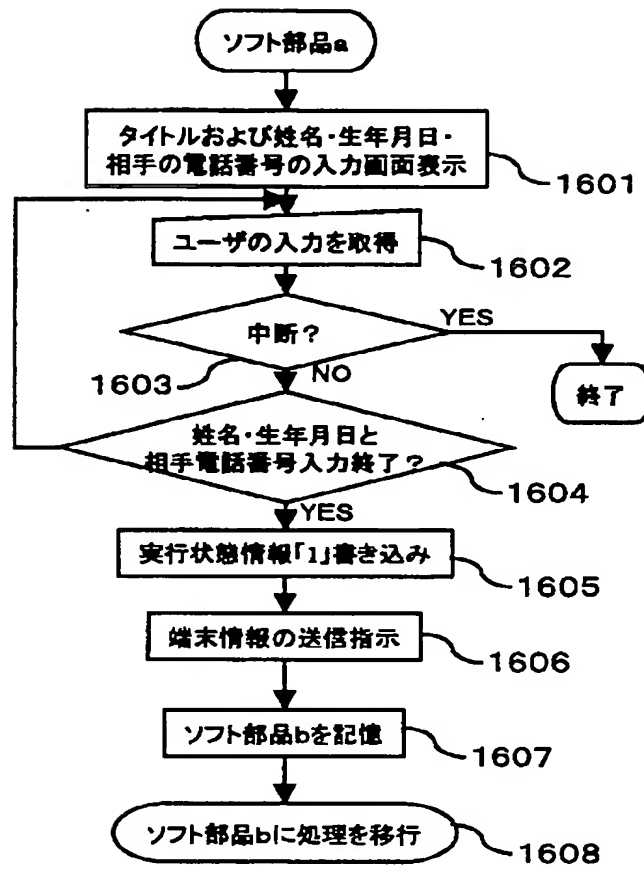 ソフト部品a
タイトルおよび姓名・生年月日・
相手の電話番号の入力画面表示
1601
ユーザの入力を取得
1602
中断?
YES
1603
NO
終了
姓名・生年月日と
相手電話番号入力終了?
1604
YES
実行状態情報「1」書き込み
1605
端末情報の送信指示
1606
ソフト部品bを記憶
1607
ソフト部品bに処理を移行
1608